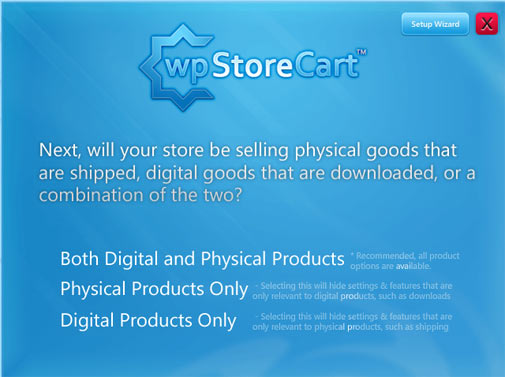 Setup Wizard
X
wpStoreCart™
Next, will your store be selling physical goods that
are shipped, digital goods that are downloaded, or a
combination of the two?
Both Digital and Physical Products * Recommended, all product
options are available.
Physical Products Only - Selecting this will hide settings & features that are
only relevant to digital products, such as downloads
Digital Products Only - Selecting this will hide settings & features that are
only relevant to physical products, such as shipping